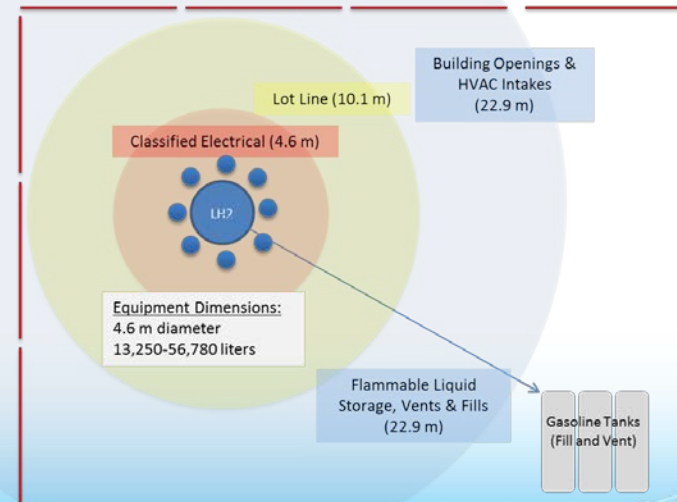 Building Openings &
HVAC Intakes
(22.9 m)
Lot Line (10.1 m)
Classified Electrical (4.6 m)
LH2
Equipment Dimensions:
4.6 m diameter
13,250-56,780 liters
Flammable Liquid
Storage, Vents & Fills
(22.9 m)
Gasoline Tanks
(Fill and Vent)